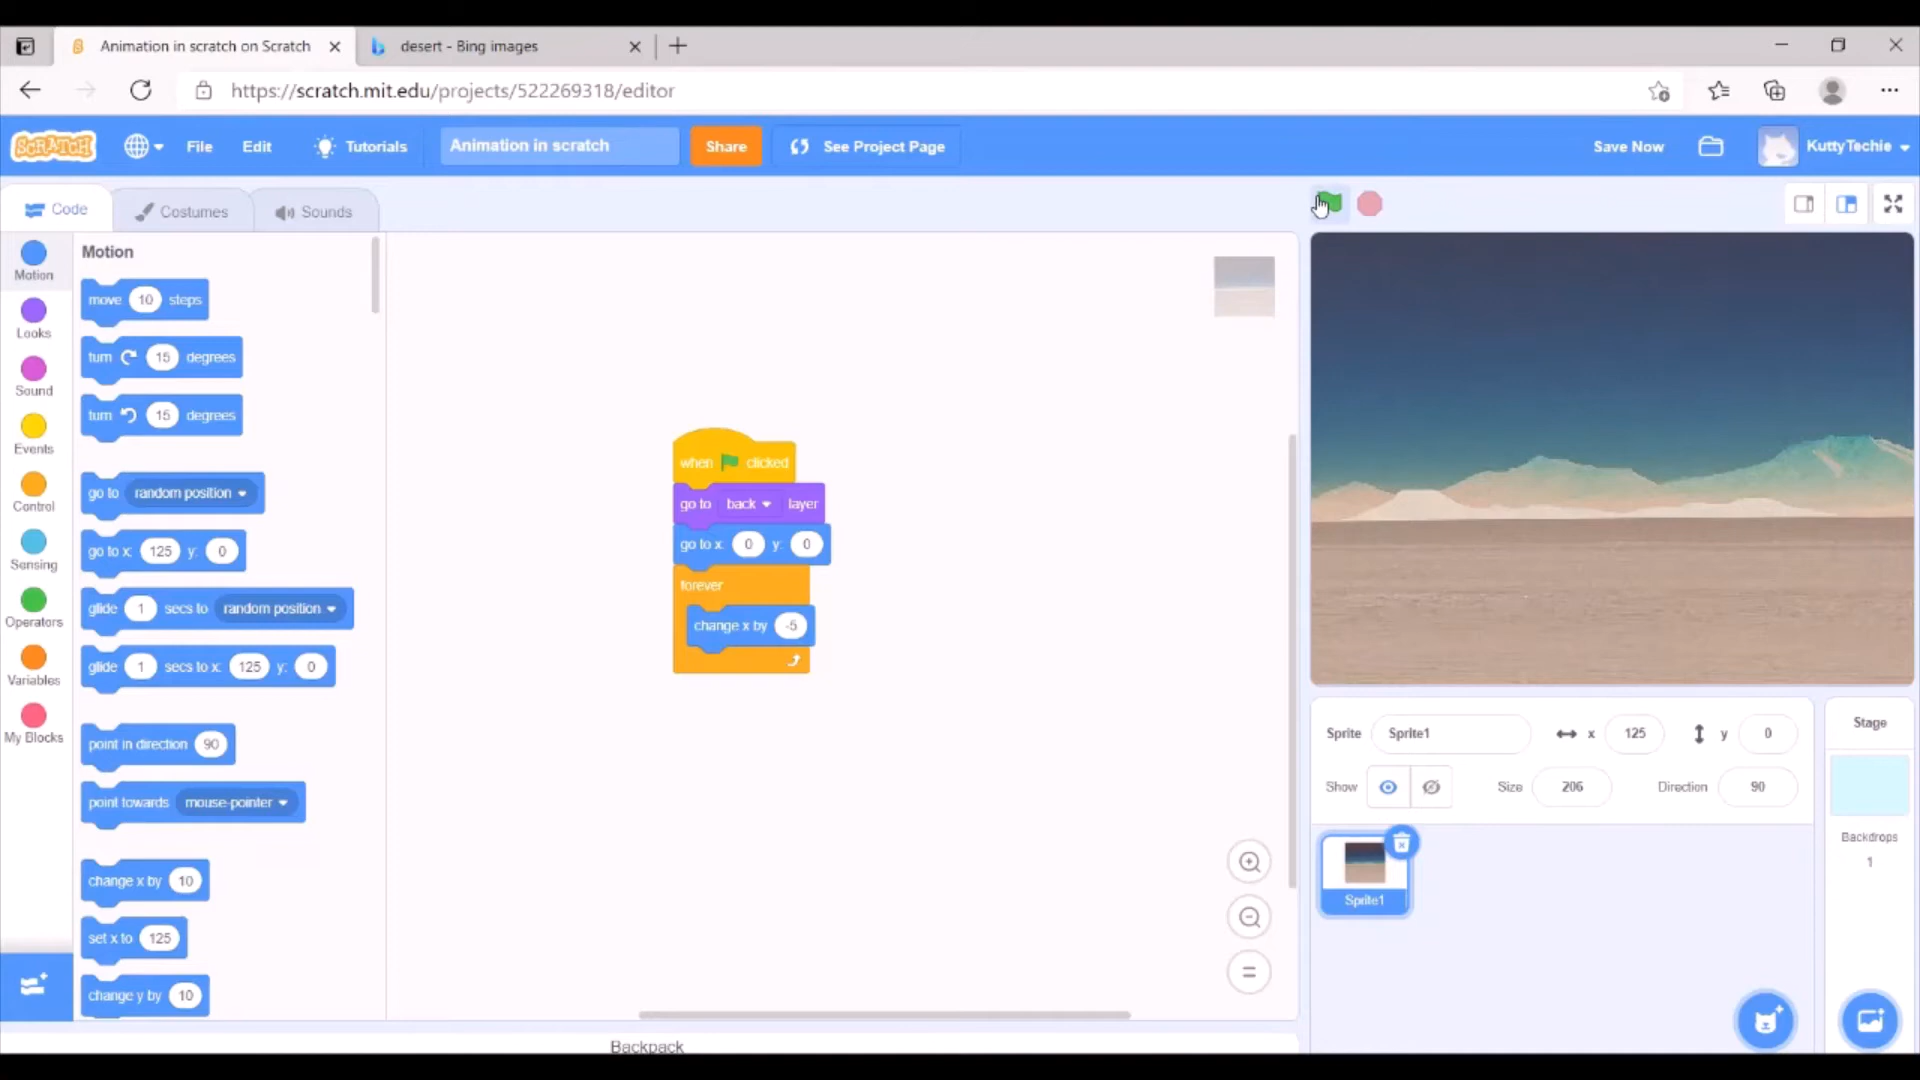 Animation in scratch on Scratch
desert - Bing images
https://scratch.mit.edu/projects/522269318/editor
SCRATCH
File
Edit
Tutorials
Animation in scratch
Share
See Project Page
Save Now
KuttyTechie
Code
Costumes
Sounds
Motion
Looks
Sound
Events
Control
Sensing
Operators
Variables
My Blocks
Motion
move 10 steps
turn 15 degrees
turn 15 degrees
go to random position
go to x: 125 y: 0
glide 1 secs to random position
glide 1 secs to x: 125 y: 0
point in direction 90
point towards mouse-pointer
change x by 10
set x to 125
change y by 10
when clicked
go to back layer
go to x: 0 y: 0
forever
change x by -5
Sprite Sprite1 x 125 y 0
Show Size 206 Direction 90
Sprite1
Stage
Backdrops
1
Backpack